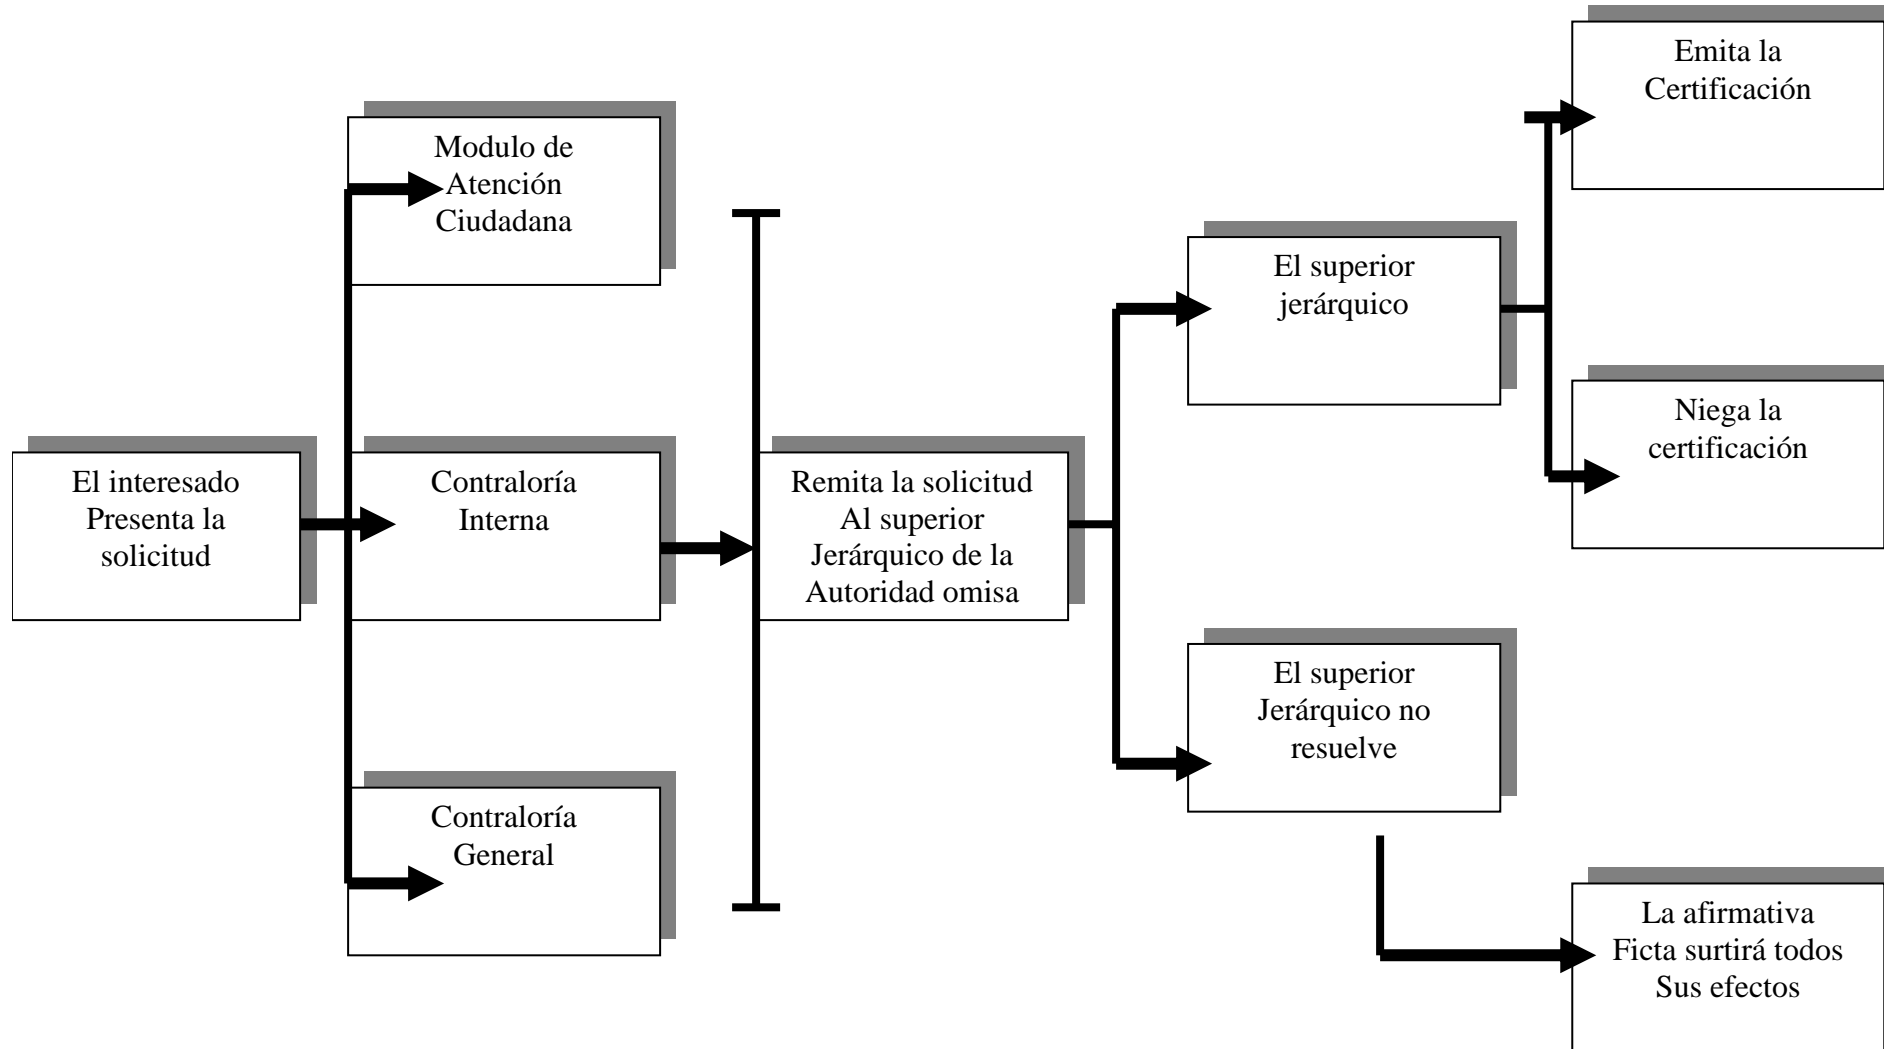 El interesado
Presenta la
solicitud
Modulo de
Atención
Ciudadana
Contraloría
Interna
Contraloría
General
Remita la solicitud
Al superior
Jerárquico de la
Autoridad omisa
El superior
jerárquico
El superior
Jerárquico no
resuelve
Emita la
Certificación
Niega la
certificación
La afirmativa
Ficta surtirá todos
Sus efectos